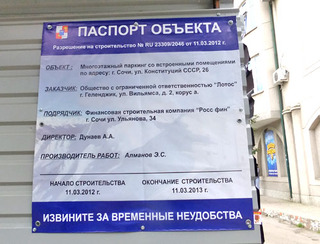 ПАСПОРТ ОБЪЕКТА
Разрешение на строительство № RU 23309/2046 от 11.03.2012 г.
ОБЪЕКТ: Многоэтажный паркинг со встроенными помещениями
по адресу: г. Сочи, ул. Конституций СССР, 26
ЗАКАЗЧИК: Общество с ограниченной ответственностью "Лотос"
г. Геленджик, ул. Вильямса, д. 2, корус а.
ПОДРЯДЧИК: Финансовая строительная компания "Росс фин"
г. Сочи ул. Ульянова, 34
ДИРЕКТОР: Дунаев А.А.
ПРОИЗВОДИТЕЛЬ РАБОТ: Алманов Э.С.
НАЧАЛО СТРОИТЕЛЬСТВА
11.03.2012 г.
ОКОНЧАНИЕ СТРОИТЕЛЬСТВА
11.03.2013 г.
ИЗВИНИТЕ ЗА ВРЕМЕННЫЕ НЕУДОБСТВА